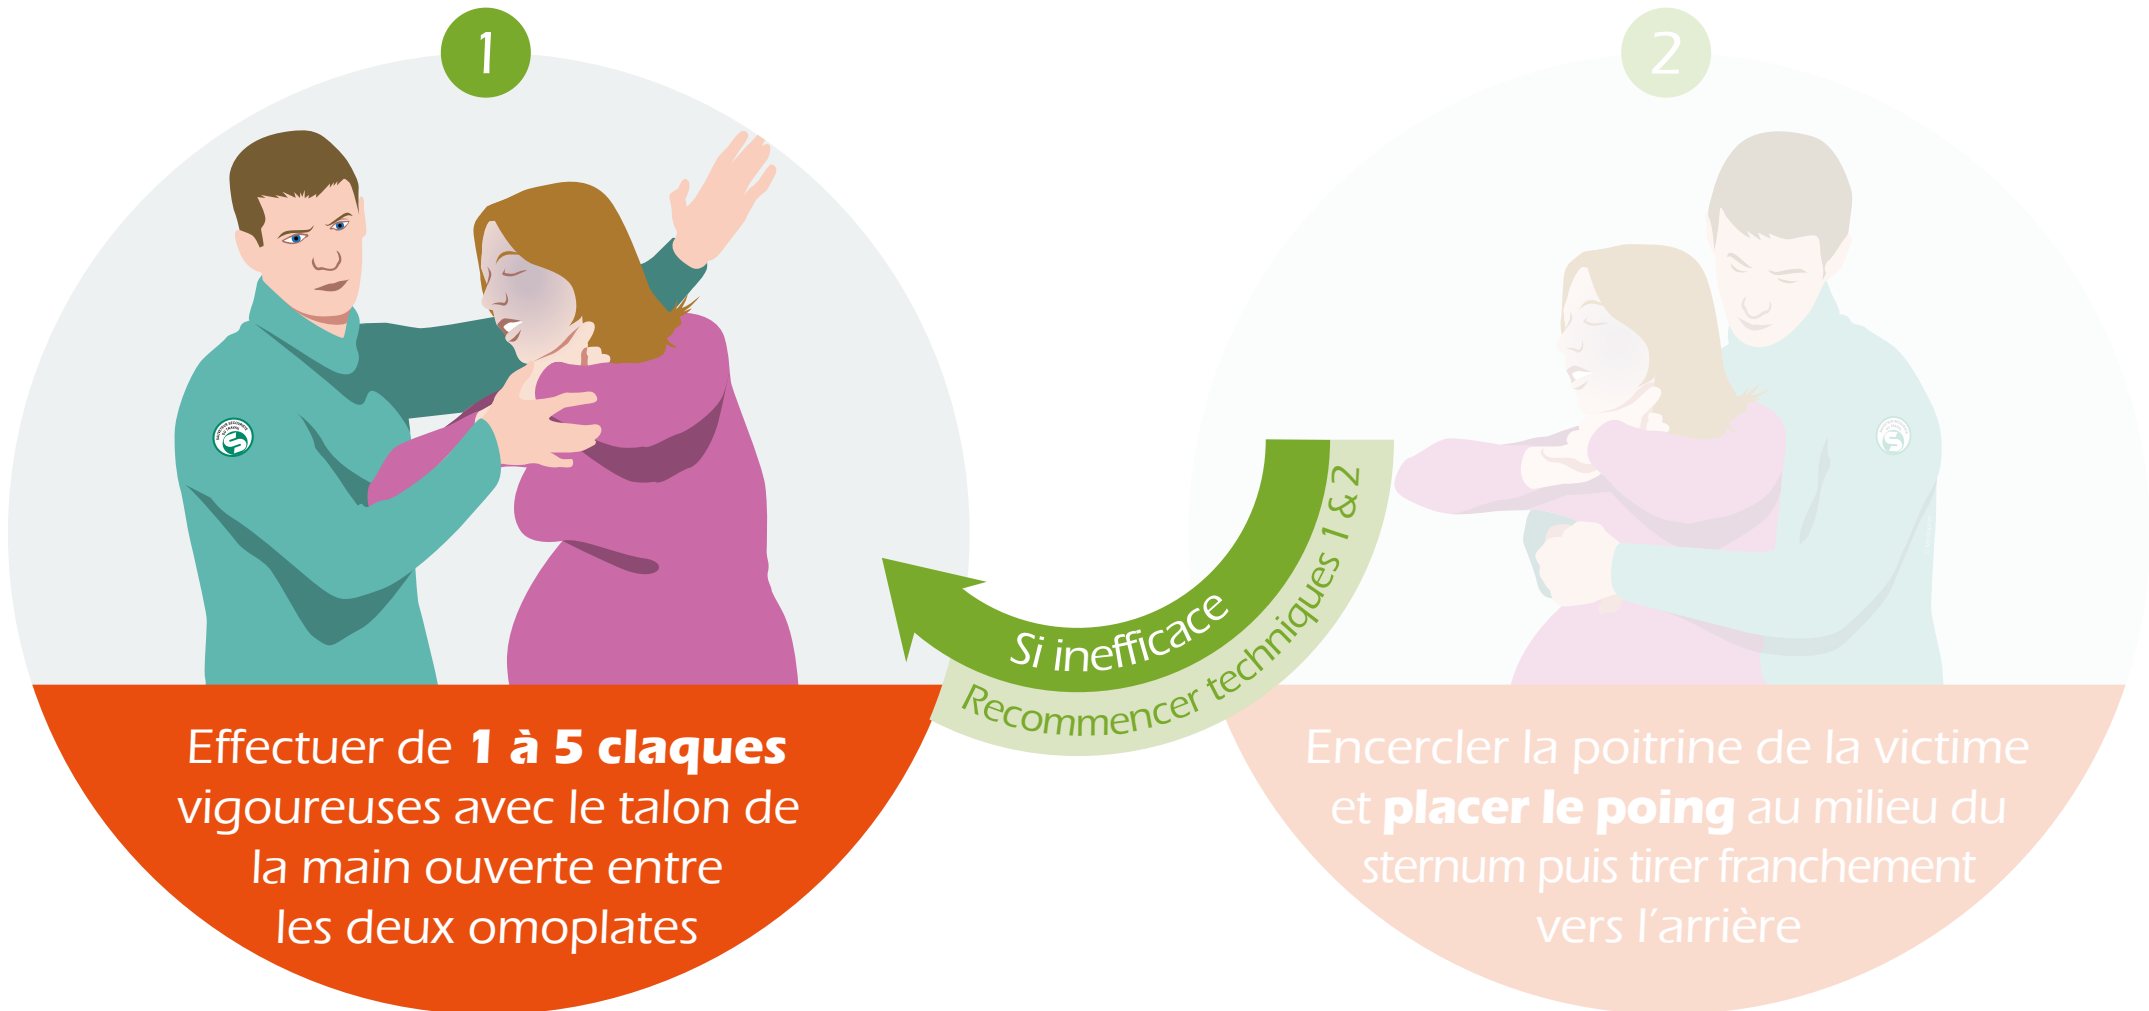 1
Effectuer de 1 à 5 claques
vigoureuses avec le talon de
la main ouverte entre
les deux omoplates
Si inefficace
Recommencer techniques 1 & 2
2
Encercler la poitrine de la victime
et placer le poing au milieu du
sternum puis tirer franchement
vers l'arrière